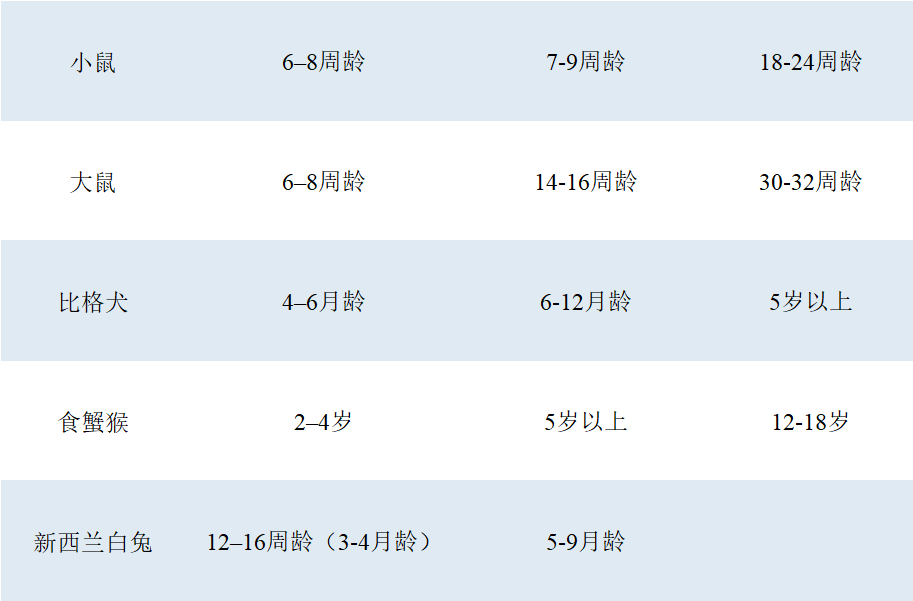 小鼠 6–8周龄 7-9周龄 18-24周龄
大鼠 6–8周龄 14-16周龄 30-32周龄
比格犬 4–6月龄 6-12月龄 5岁以上
食蟹猴 2–4岁 5岁以上 12-18岁
新西兰白兔 12–16周龄（3-4月龄） 5-9月龄